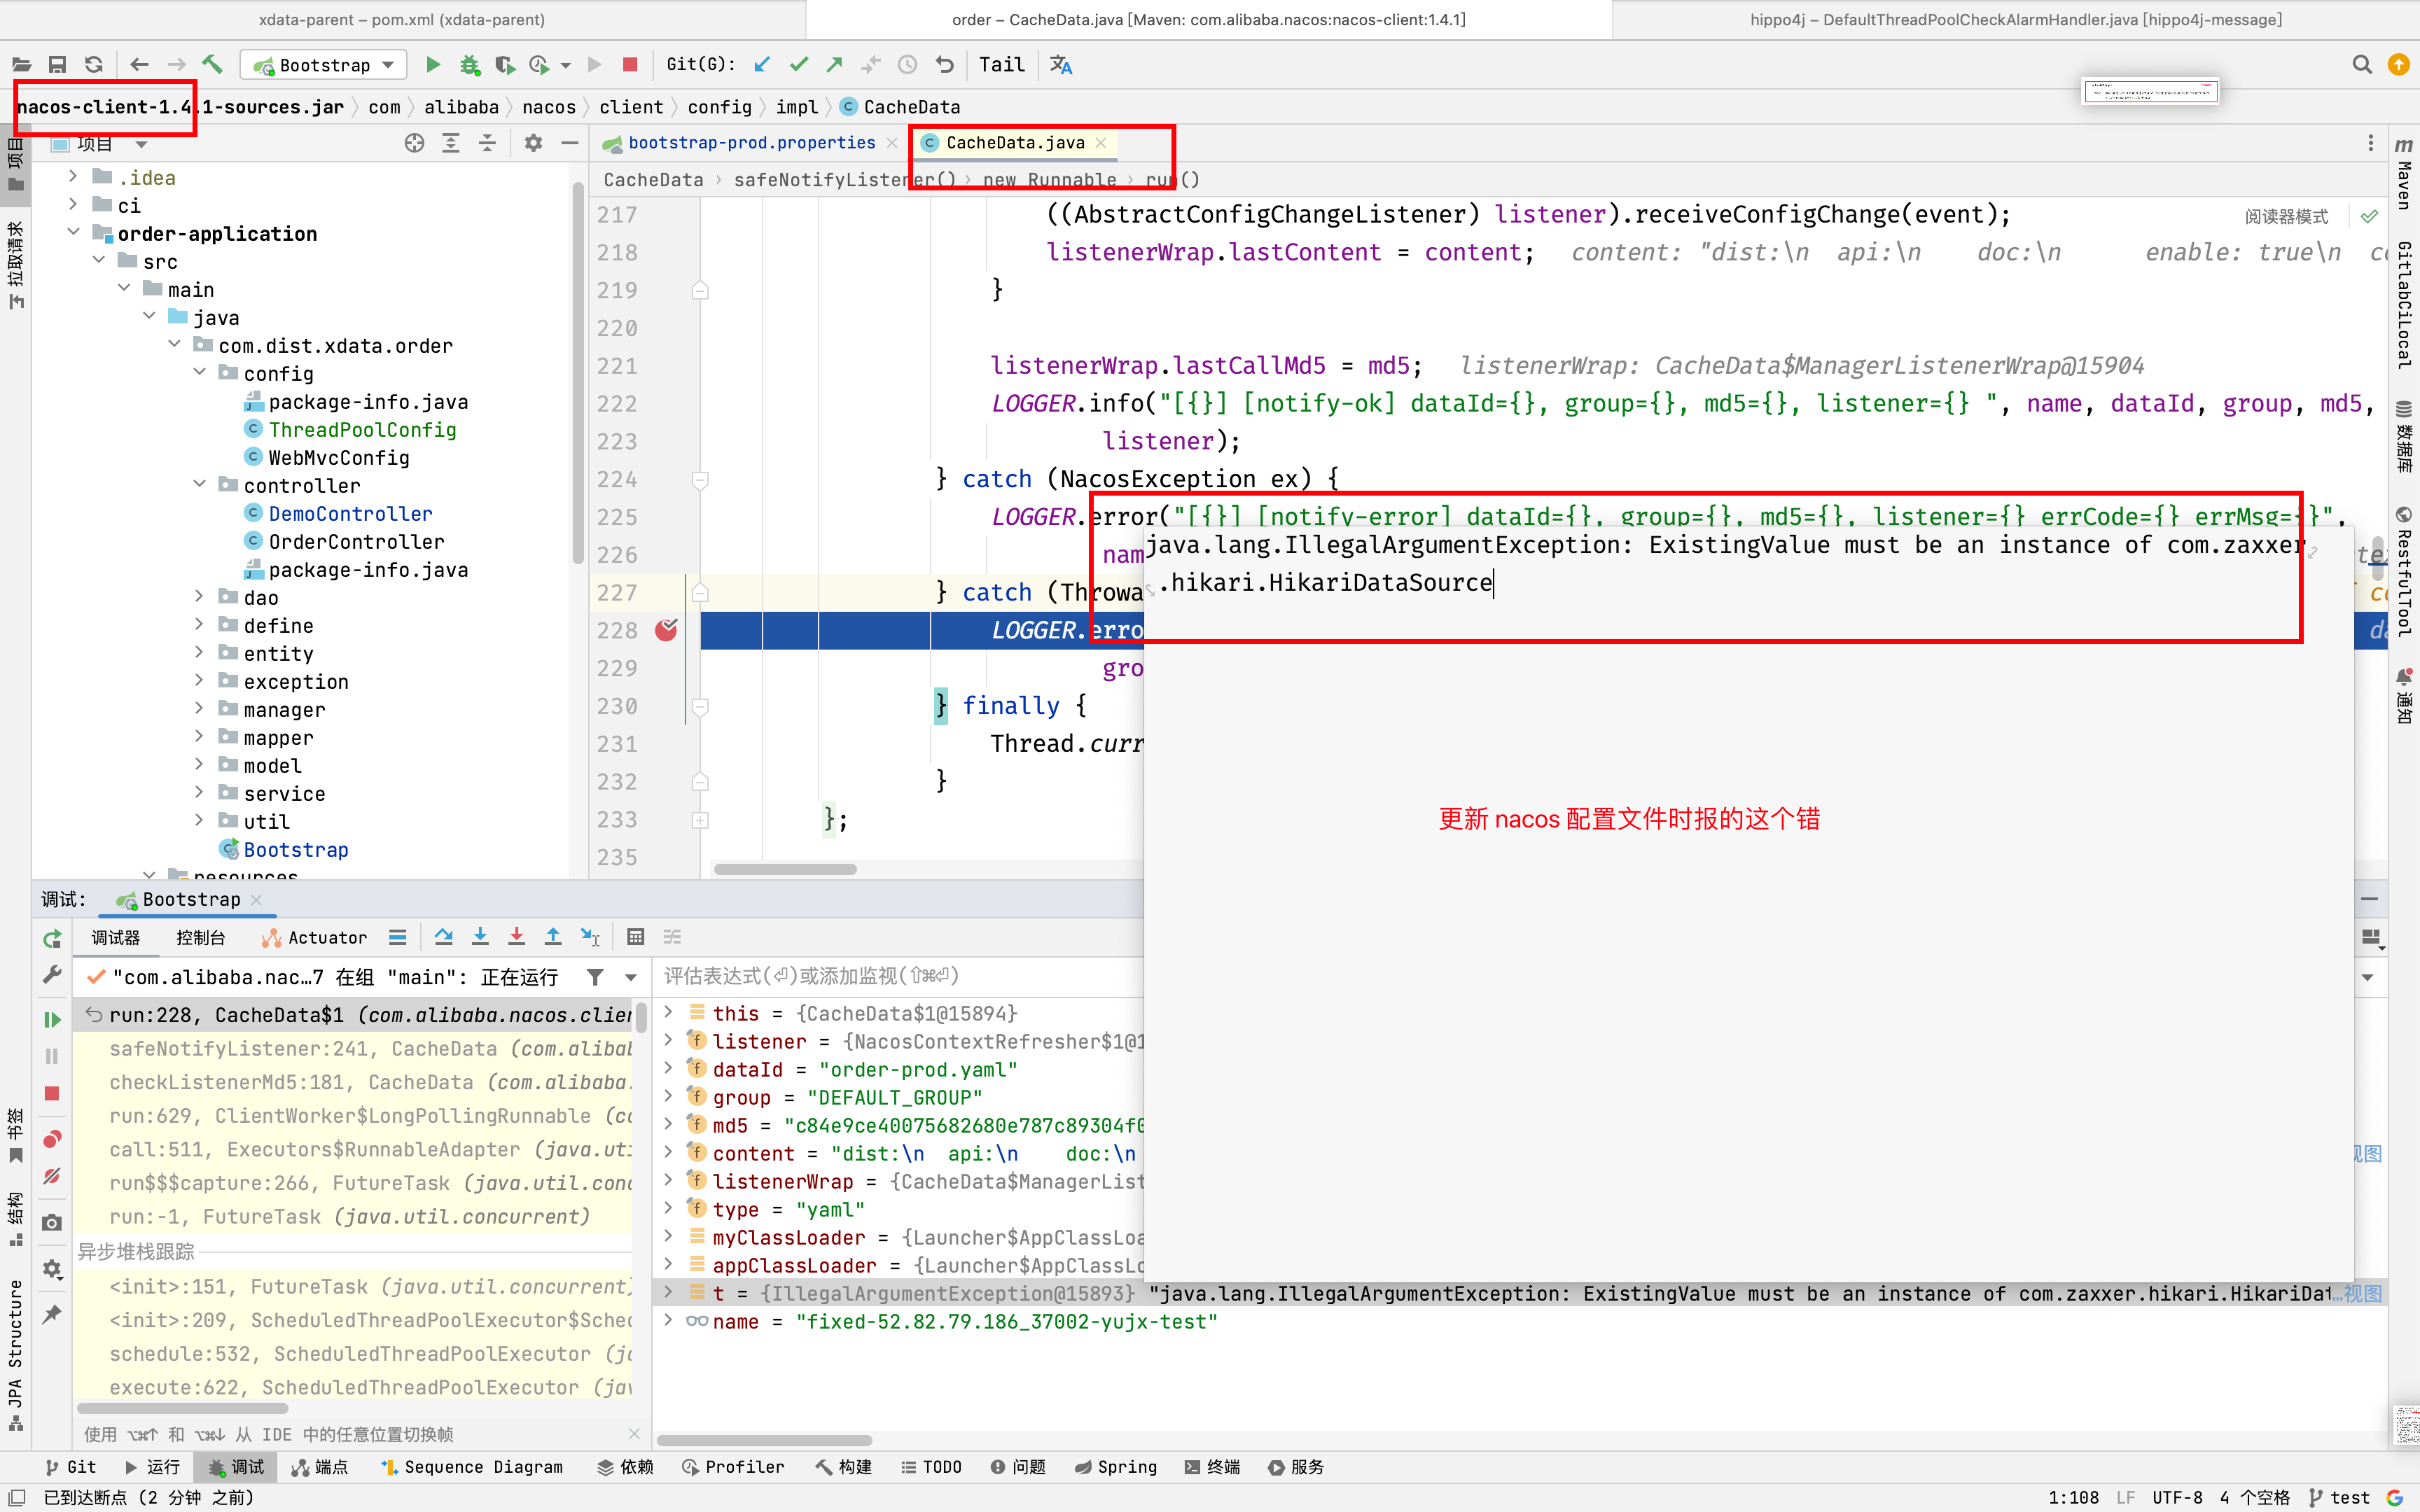 xdata-parent – pom.xml (xdata-parent)
order – CacheData.java [Maven: com.alibaba.nacos:nacos-client:1.4.1]
hippo4j – DefaultThreadPoolCheckAlarmHandler.java [hippo4j-message]
Bootstrap
Git(G):
Tail
nacos-client-1.4.1-sources.jar 〉 com 〉 alibaba 〉 nacos 〉 client 〉 config 〉 impl 〉 CacheData
项目
bootstrap-prod.properties
CacheData.java
CacheData › safeNotifyListener() › new Runnable › run()
.idea
ci
order-application
src
main
java
com.dist.xdata.order
config
package-info.java
ThreadPoolConfig
WebMvcConfig
controller
DemoController
OrderController
package-info.java
dao
define
entity
exception
manager
mapper
model
service
util
Bootstrap
resources
阅读器模式
217 ((AbstractConfigChangeListener) listener).receiveConfigChange(event);
218 listenerWrap.lastContent = content; content: "dist:\n api:\n doc:\n enable: true\n
219 }
220
221 listenerWrap.lastCallMd5 = md5; listenerWrap: CacheData$ManagerListenerWrap@15904
222 LOGGER.info("[{}] [notify-ok] dataId={}, group={}, md5={}, listener={} ", name, dataId, group, md5,
223 listener);
224 } catch (NacosException ex) {
225 LOGGER.error("[{}] [notify-error] dataId={}, group={}, md5={}, listener={} errCode={} errMsg={}",
226 nam
227 } catch (Throwa
228 LOGGER.erro
229 gro
230 } finally {
231 Thread.curr
232 }
233 };
235
java.lang.IllegalArgumentException: ExistingValue must be an instance of com.zaxxer
.hikari.HikariDataSource
更新 nacos 配置文件时报的这个错
项目
拉取请求
书签
结构
JPA Structure
Maven
GitlabCiLocal
数据库
RestfulTool
通知
调试:
Bootstrap
调试器
控制台
Actuator
"com.alibaba.nac…7 在组 "main": 正在运行
评估表达式(⏎)或添加监视(⇧⌘⏎)
run:228, CacheData$1 (com.alibaba.nacos.clier
safeNotifyListener:241, CacheData (com.alibab
checkListenerMd5:181, CacheData (com.alibaba.
run:629, ClientWorker$LongPollingRunnable (co
call:511, Executors$RunnableAdapter (java.uti
run$$$capture:266, FutureTask (java.util.conc
run:-1, FutureTask (java.util.concurrent)
异步堆栈跟踪
<init>:151, FutureTask (java.util.concurrent)
<init>:209, ScheduledThreadPoolExecutor$Sched
schedule:532, ScheduledThreadPoolExecutor (ja
execute:622, ScheduledThreadPoolExecutor (jav
使用 ⌥⌘↑ 和 ⌥⌘↓ 从 IDE 中的任意位置切换帧
this = {CacheData$1@15894}
listener = {NacosContextRefresher$1@1
dataId = "order-prod.yaml"
group = "DEFAULT_GROUP"
md5 = "c84e9ce40075682680e787c89304f0
content = "dist:\n api:\n doc:\n
视图
listenerWrap = {CacheData$ManagerList
type = "yaml"
myClassLoader = {Launcher$AppClassLoa
appClassLoader = {Launcher$AppClassLo
t = {IllegalArgumentException@15893} "java.lang.IllegalArgumentException: ExistingValue must be an instance of com.zaxxer.hikari.HikariDat… 视图
name = "fixed-52.82.79.186_37002-yujx-test"
Git
运行
调试
端点
Sequence Diagram
依赖
Profiler
构建
TODO
问题
Spring
终端
服务
已到达断点 (2 分钟 之前)
1:108
LF
UTF-8
4 个空格
test